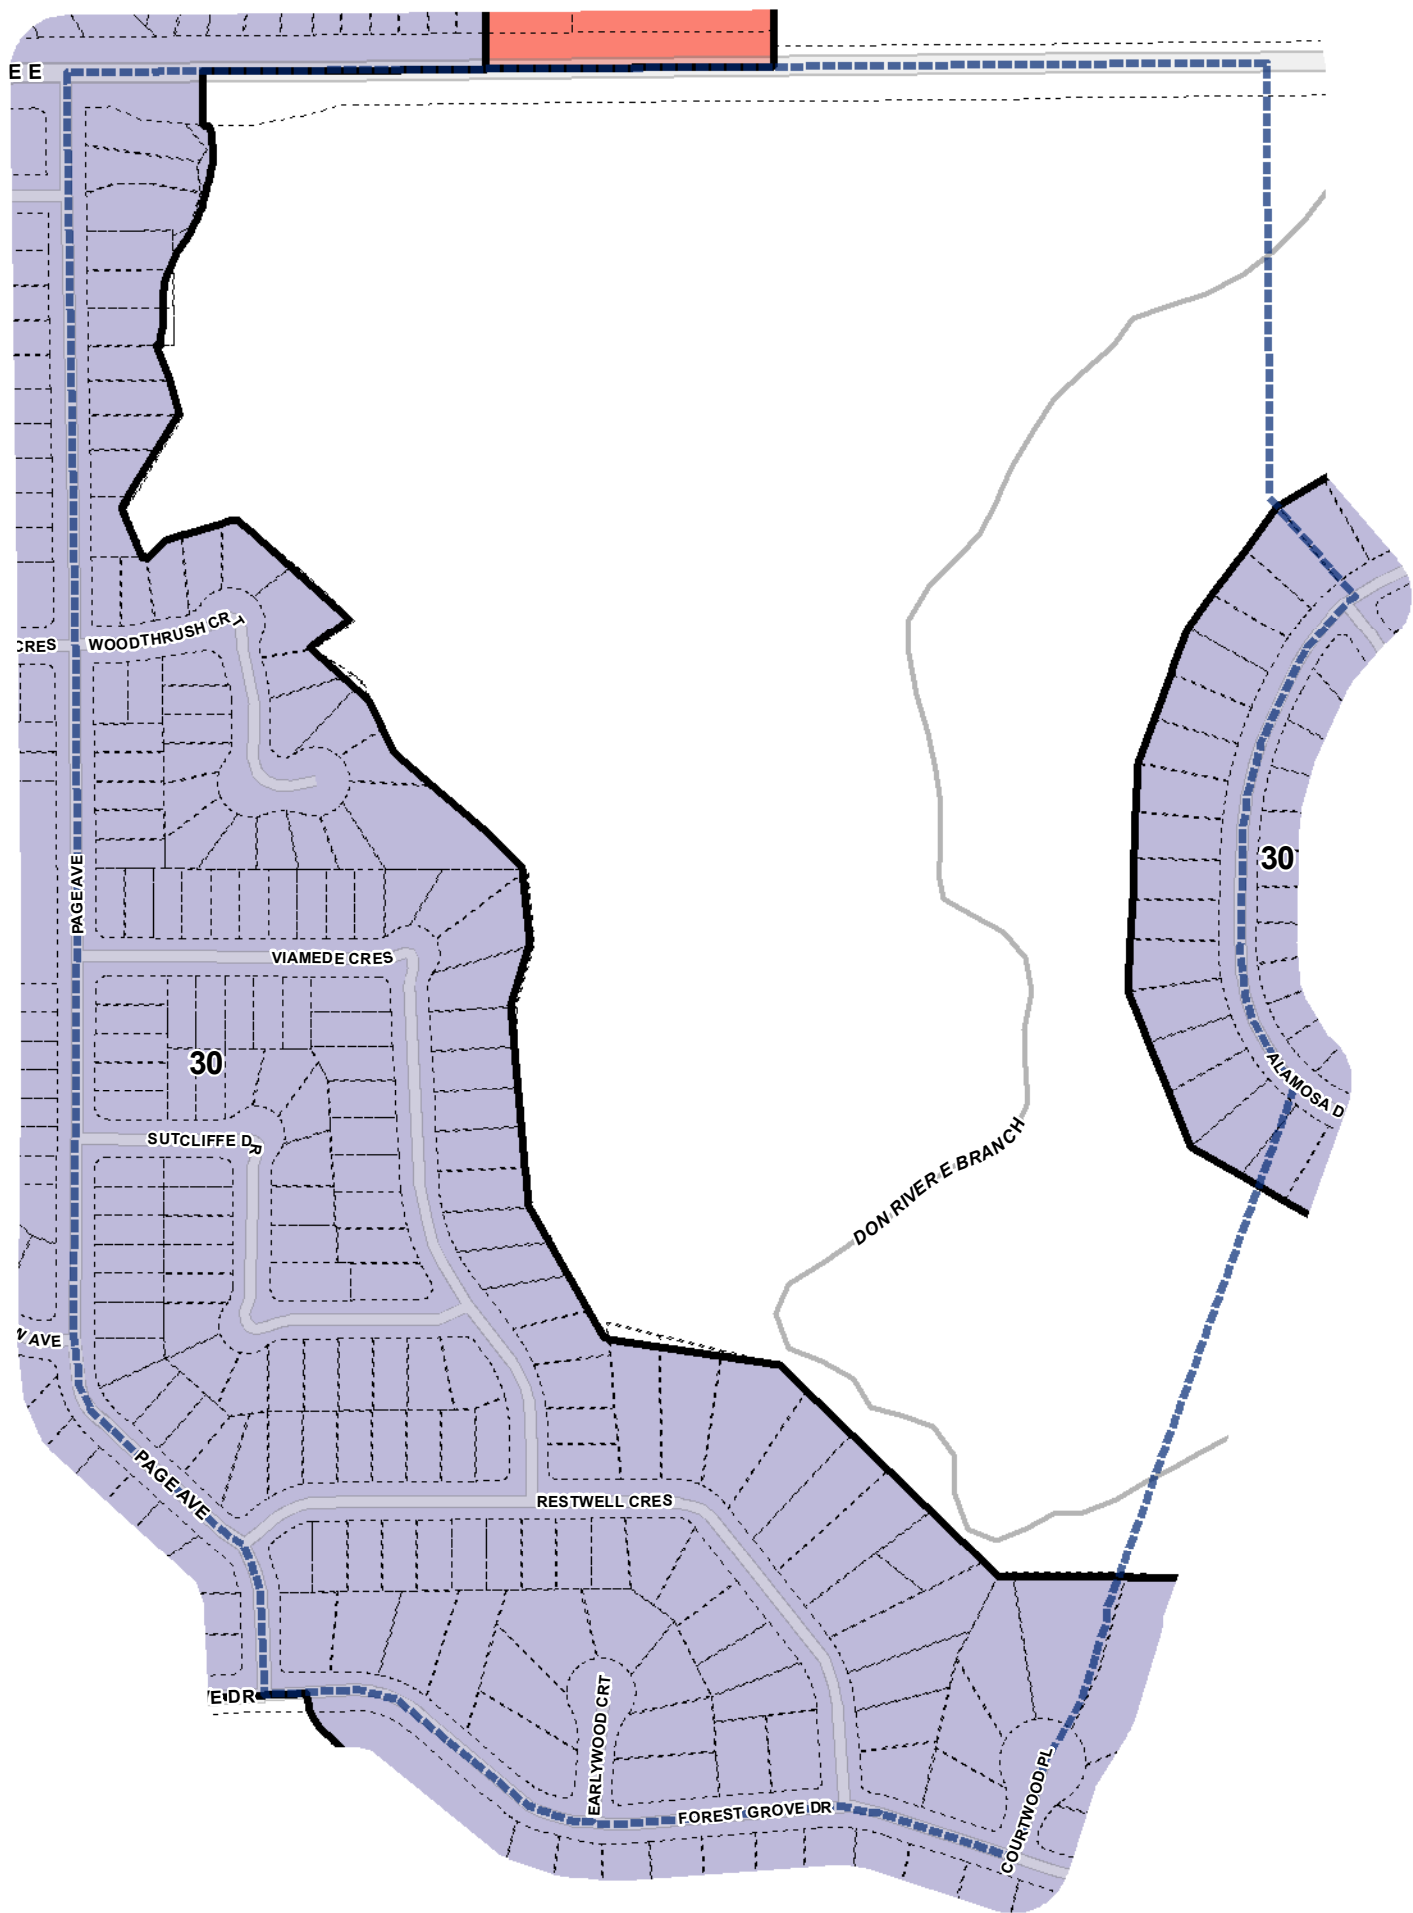 E E
WOODTHRUSH CRT
CRES
PAGE AVE
30
VIAMEDE CRES
30
ALAMOSA D
SUTCLIFFE DR
DON RIVER E BRANCH
AVE
PAGE AVE
RESTWELL CRES
E DR
EARLYWOOD CRT
FOREST GROVE DR
COURTWOOD PL